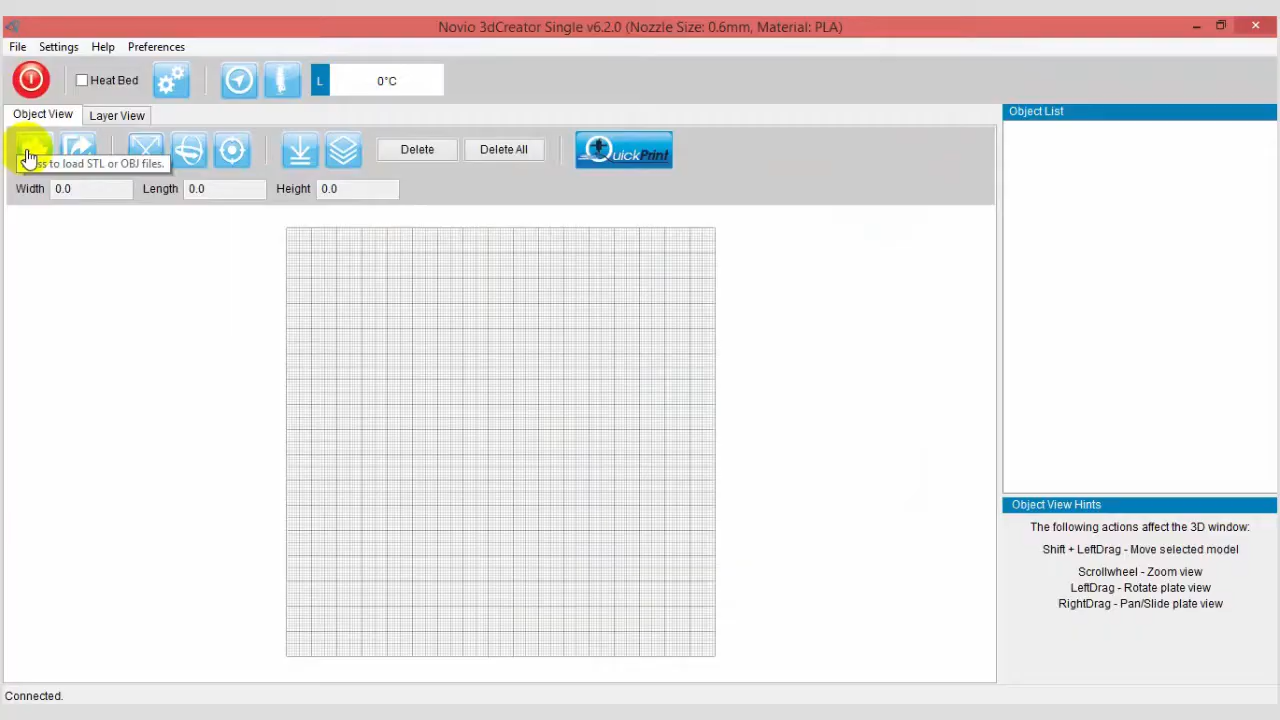 Novio 3dCreator Single v6.2.0 (Nozzle Size: 0.6mm, Material: PLA)
File Settings Help Preferences
Heat Bed L 0°C
Object View Layer View
Object List
Delete Delete All QuickPrint
to load STL or OBJ files.
Width 0.0 Length 0.0 Height 0.0
Object View Hints
The following actions affect the 3D window:
Shift + LeftDrag - Move selected model
Scrollwheel - Zoom view
LeftDrag - Rotate plate view
RightDrag - Pan/Slide plate view
Connected.